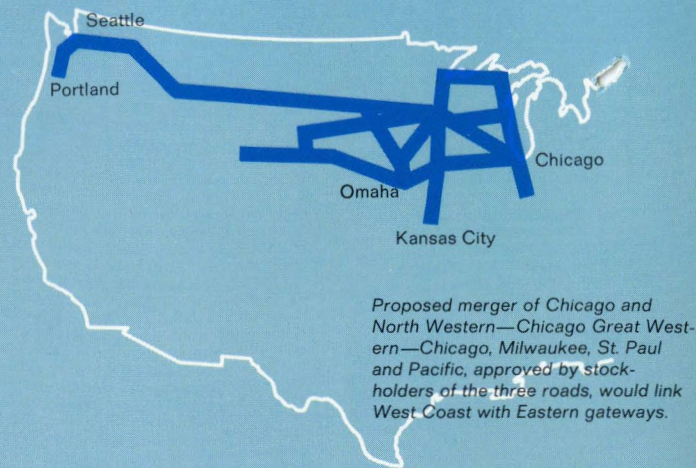 Seattle
Portland
Chicago
Omaha
Kansas City
Proposed merger of Chicago and
North Western—Chicago Great West-
ern—Chicago, Milwaukee, St. Paul
and Pacific, approved by stock-
holders of the three roads, would link
West Coast with Eastern gateways.